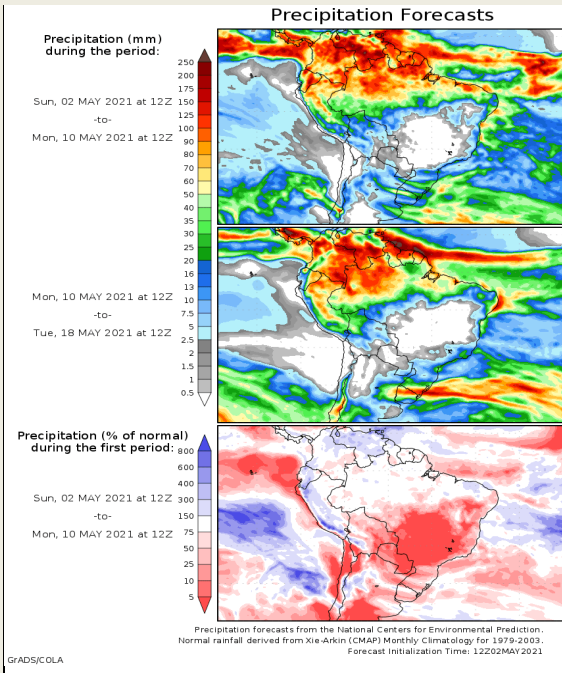 Precipitation Forecasts
Precipitation (mm)
during the period:
Sun, 02 MAY 2021 at 12Z
-to-
Mon, 10 MAY 2021 at 12Z
250
200
175
150
125
100
90
80
70
60
50
40
35
30
25
20
16
13
10
7.5
5
2.5
2
1.5
1
0.5
Mon, 10 MAY 2021 at 12Z
-to-
Tue, 18 MAY 2021 at 12Z
Precipitation (% of normal)
during the first period:
Sun, 02 MAY 2021 at 12Z
-to-
Mon, 10 MAY 2021 at 12Z
800
600
400
300
150
75
50
25
10
5
Precipitation forecasts from the National Centers for Environmental Prediction.
Normal rainfall derived from Xie-Arkin (CMAP) Monthly Climatology for 1979-2003.
Forecast Initialization Time: 12Z02MAY2021
GrADS/COLA